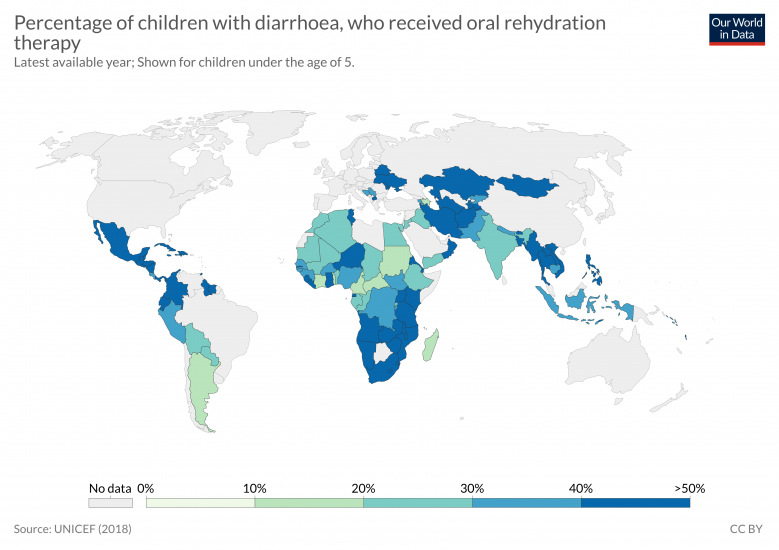 Percentage of children with diarrhoea, who received oral rehydration
therapy
Latest available year; Shown for children under the age of 5.
Our World
in Data
No data 0% 10% 20% 30% 40% >50%
Source: UNICEF (2018)
CC BY